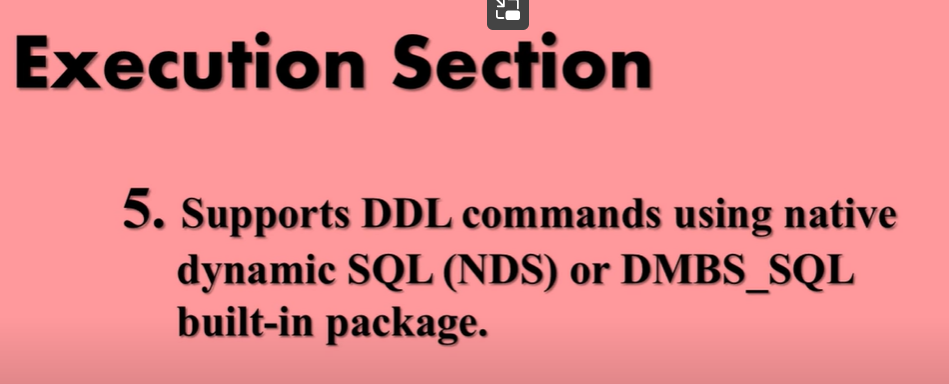 Execution Section
5. Supports DDL commands using native
dynamic SQL (NDS) or DMBS_SQL
built-in package.